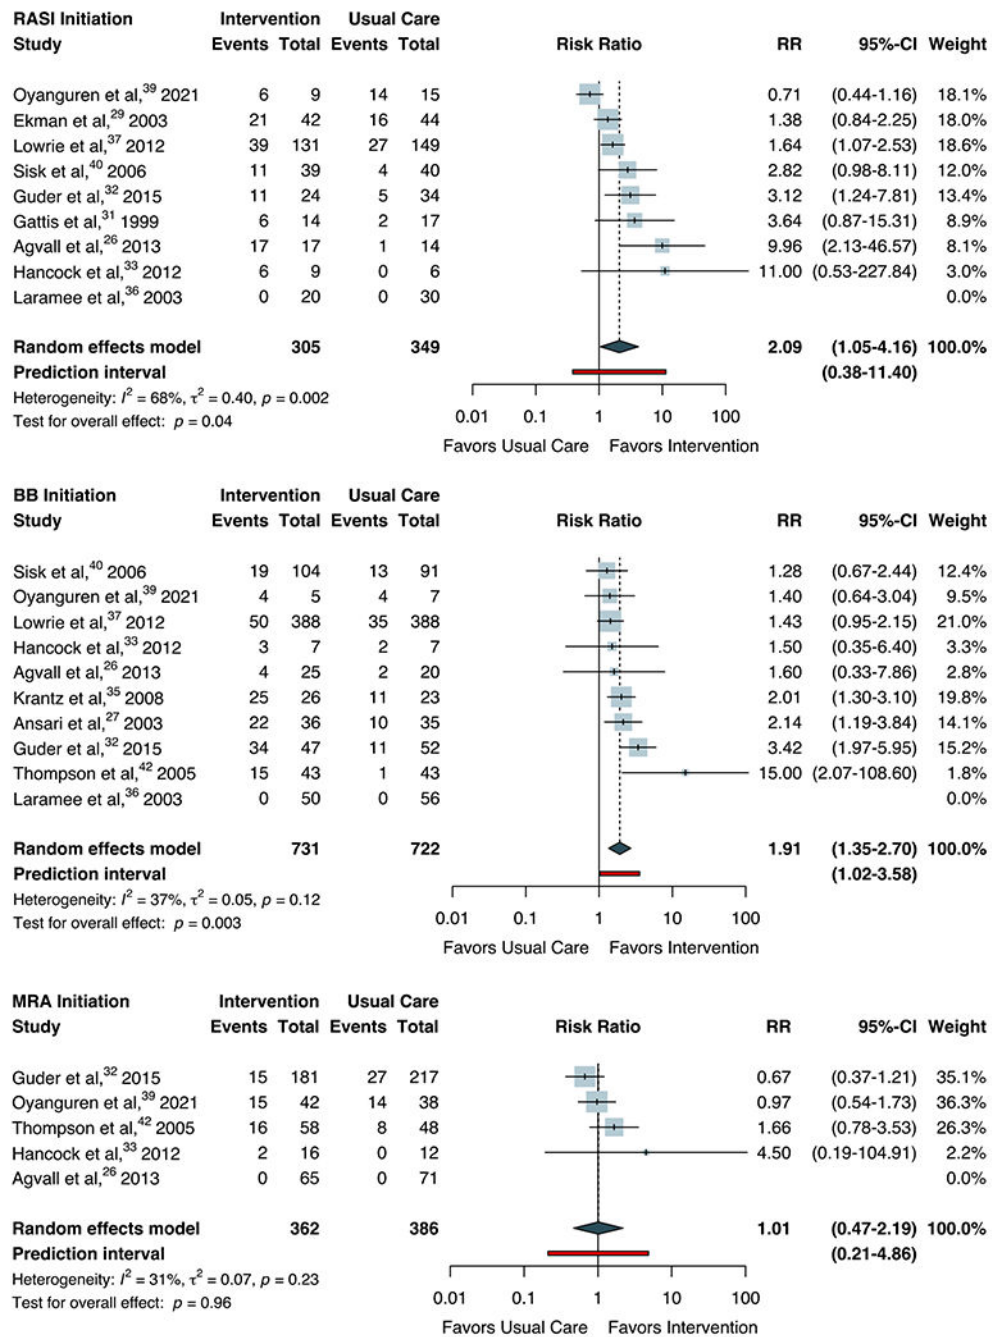 RASI Initiation Intervention Usual Care
Study Events Total Events Total Risk Ratio RR 95%-CI Weight
Oyanguren et al,39 2021 6 9 14 15 0.71 (0.44-1.16) 18.1%
Ekman et al,29 2003 21 42 16 44 1.38 (0.84-2.25) 18.0%
Lowrie et al,37 2012 39 131 27 149 1.64 (1.07-2.53) 18.6%
Sisk et al,40 2006 11 39 4 40 2.82 (0.98-8.11) 12.0%
Guder et al,32 2015 11 24 5 34 3.12 (1.24-7.81) 13.4%
Gattis et al,31 1999 6 14 2 17 3.64 (0.87-15.31) 8.9%
Agvall et al,26 2013 17 17 1 14 9.96 (2.13-46.57) 8.1%
Hancock et al,33 2012 6 9 0 6 11.00 (0.53-227.84) 3.0%
Laramee et al,36 2003 0 20 0 30 0.0%
Random effects model 305 349 2.09 (1.05-4.16) 100.0%
Prediction interval (0.38-11.40)
Heterogeneity: I2 = 68%, τ2 = 0.40, p = 0.002
0.01 0.1 1 10 100
Test for overall effect: p = 0.04
Favors Usual Care Favors Intervention
BB Initiation Intervention Usual Care
Study Events Total Events Total Risk Ratio RR 95%-CI Weight
Sisk et al,40 2006 19 104 13 91 1.28 (0.67-2.44) 12.4%
Oyanguren et al,39 2021 4 5 4 7 1.40 (0.64-3.04) 9.5%
Lowrie et al,37 2012 50 388 35 388 1.43 (0.95-2.15) 21.0%
Hancock et al,33 2012 3 7 2 7 1.50 (0.35-6.40) 3.3%
Agvall et al,26 2013 4 25 2 20 1.60 (0.33-7.86) 2.8%
Krantz et al,35 2008 25 26 11 23 2.01 (1.30-3.10) 19.8%
Ansari et al,27 2003 22 36 10 35 2.14 (1.19-3.84) 14.1%
Guder et al,32 2015 34 47 11 52 3.42 (1.97-5.95) 15.2%
Thompson et al,42 2005 15 43 1 43 15.00 (2.07-108.60) 1.8%
Laramee et al,36 2003 0 50 0 56 0.0%
Random effects model 731 722 1.91 (1.35-2.70) 100.0%
Prediction interval (1.02-3.58)
Heterogeneity: I2 = 37%, τ2 = 0.05, p = 0.12
0.01 0.1 1 10 100
Test for overall effect: p = 0.003
Favors Usual Care Favors Intervention
MRA Initiation Intervention Usual Care
Study Events Total Events Total Risk Ratio RR 95%-CI Weight
Guder et al,32 2015 15 181 27 217 0.67 (0.37-1.21) 35.1%
Oyanguren et al,39 2021 15 42 14 38 0.97 (0.54-1.73) 36.3%
Thompson et al,42 2005 16 58 8 48 1.66 (0.78-3.53) 26.3%
Hancock et al,33 2012 2 16 0 12 4.50 (0.19-104.91) 2.2%
Agvall et al,26 2013 0 65 0 71 0.0%
Random effects model 362 386 1.01 (0.47-2.19) 100.0%
Prediction interval (0.21-4.86)
Heterogeneity: I2 = 31%, τ2 = 0.07, p = 0.23
0.01 0.1 1 10 100
Test for overall effect: p = 0.96
Favors Usual Care Favors Intervention